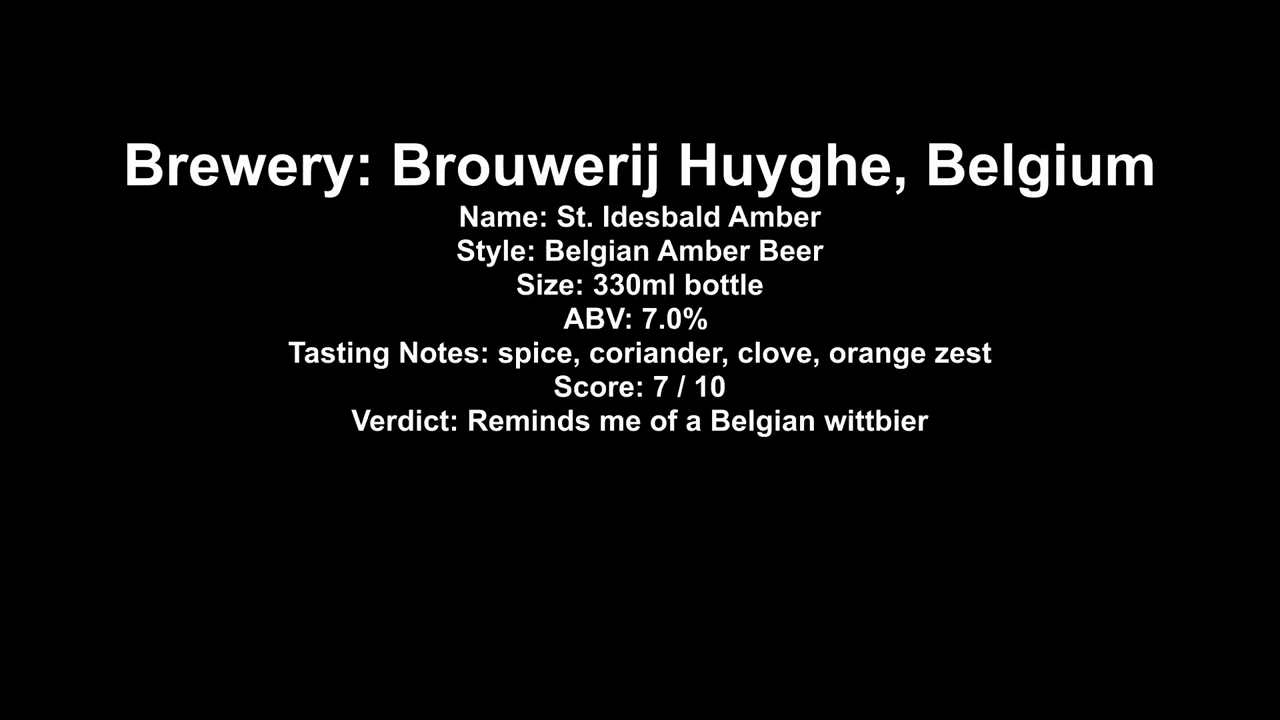 Brewery: Brouwerij Huyghe, Belgium
Name: St. Idesbald Amber
Style: Belgian Amber Beer
Size: 330ml bottle
ABV: 7.0%
Tasting Notes: spice, coriander, clove, orange zest
Score: 7 / 10
Verdict: Reminds me of a Belgian wittbier